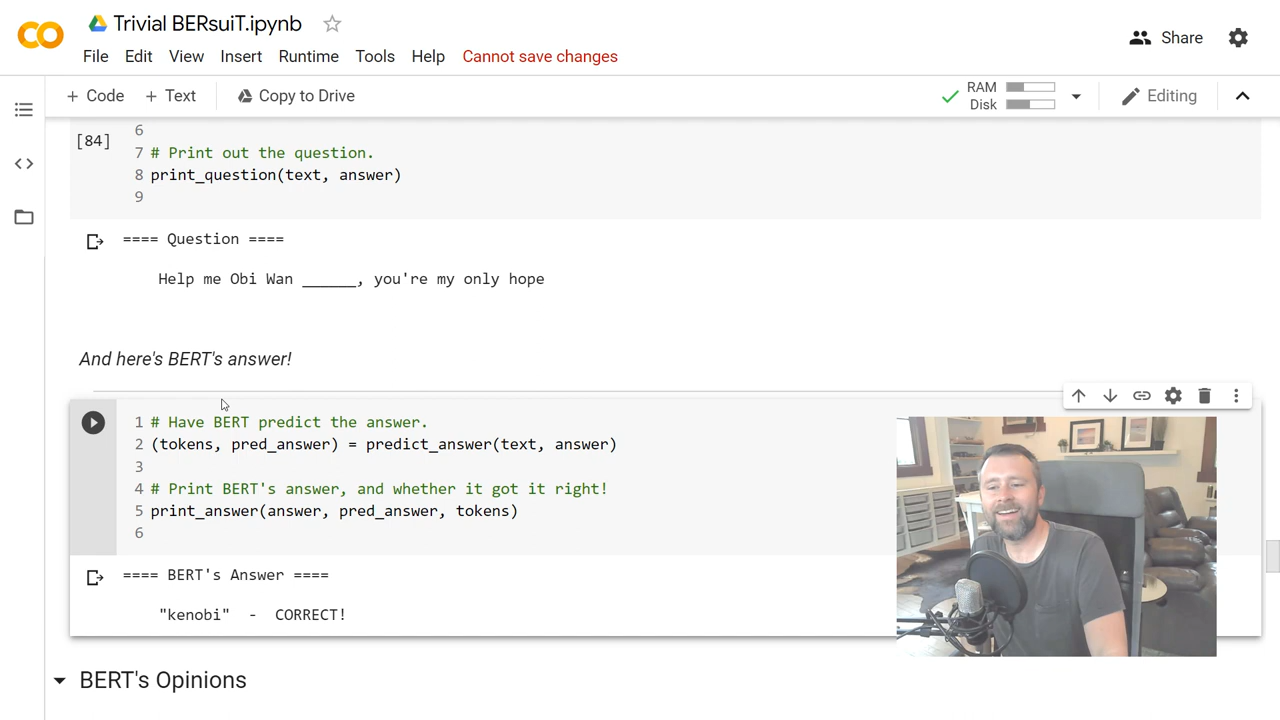 Trivial BERsuiT.ipynb
File Edit View Insert Runtime Tools Help Cannot save changes
Share
+ Code + Text Copy to Drive
RAM
Disk
Editing
[84]
6
7 # Print out the question.
8 print_question(text, answer)
9
==== Question ====
Help me Obi Wan ______, you're my only hope
And here's BERT's answer!
1 # Have BERT predict the answer.
2 (tokens, pred_answer) = predict_answer(text, answer)
3
4 # Print BERT's answer, and whether it got it right!
5 print_answer(answer, pred_answer, tokens)
6
==== BERT's Answer ====
"kenobi" - CORRECT!
BERT's Opinions